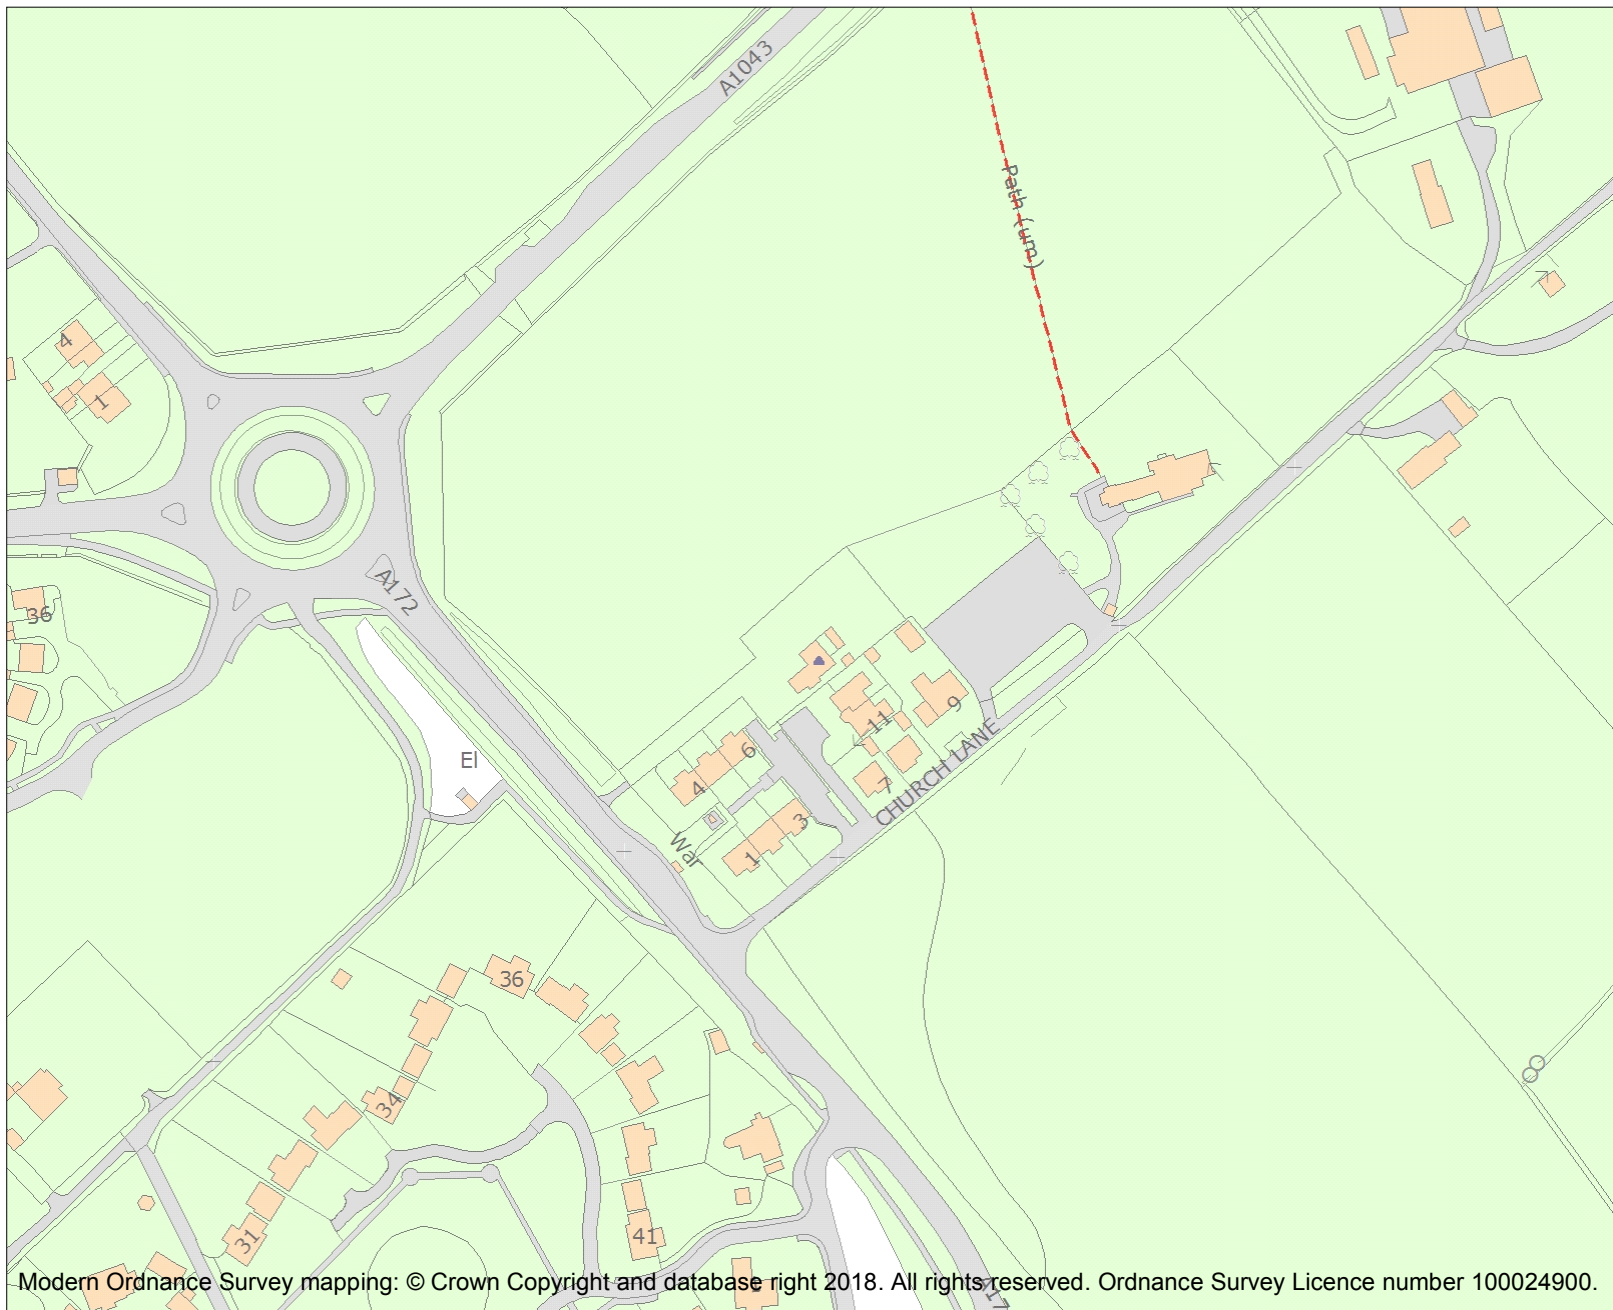 A1043
Path (um)
4
1
A172
36
El
6
4
11
9
7
CHURCH LANE
3
War
1
36
34
31
41
1
A17
Modern Ordnance Survey mapping: © Crown Copyright and database right 2018. All rights reserved. Ordnance Survey Licence number 100024900.